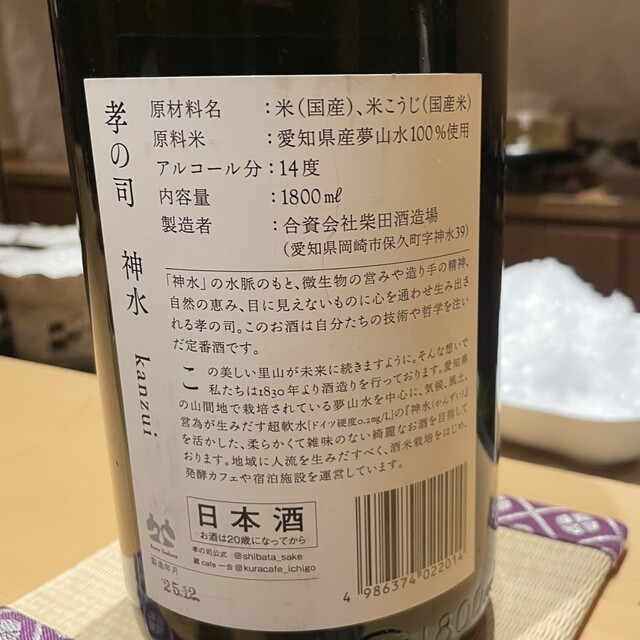 孝の司 神水 kanzui
原材料名 :米(国産)、米こうじ(国産米)
原料米 :愛知県産夢山水100%使用
アルコール分:14度
内容量 :1800ml
製造者 :合資会社柴田酒造場
(愛知県岡崎市保久町字神水39)
「神水」の水脈のもと、微生物の営みや造り手の精神、
自然の恵み、目に見えないものに心を通わせ生み出さ
れる孝の司。このお酒は自分たちの技術や哲学を注い
だ定番酒です。
この美しい里山が未来に続きますように。そんな想いで
私たちは1830年より酒造りを行っております。愛知県
の山間地で栽培されている夢山水を中心に、気候、風土、
営為が生みだす超軟水[ドイツ硬度0.2mg/L]の『神水(かんずい)』
を活かした、柔らかくて雑味のない綺麗なお酒を目指して
おります。地域に人流を生みだすべく、酒米栽培をはじめ、
発酵カフェや宿泊施設を運営しています。
日本酒
お酒は20歳になってから
孝の司公式 @shibata_sake
蔵cafe一合 @kuracafe_ichigo
製造年月
25.12
4 986374 022014
1800